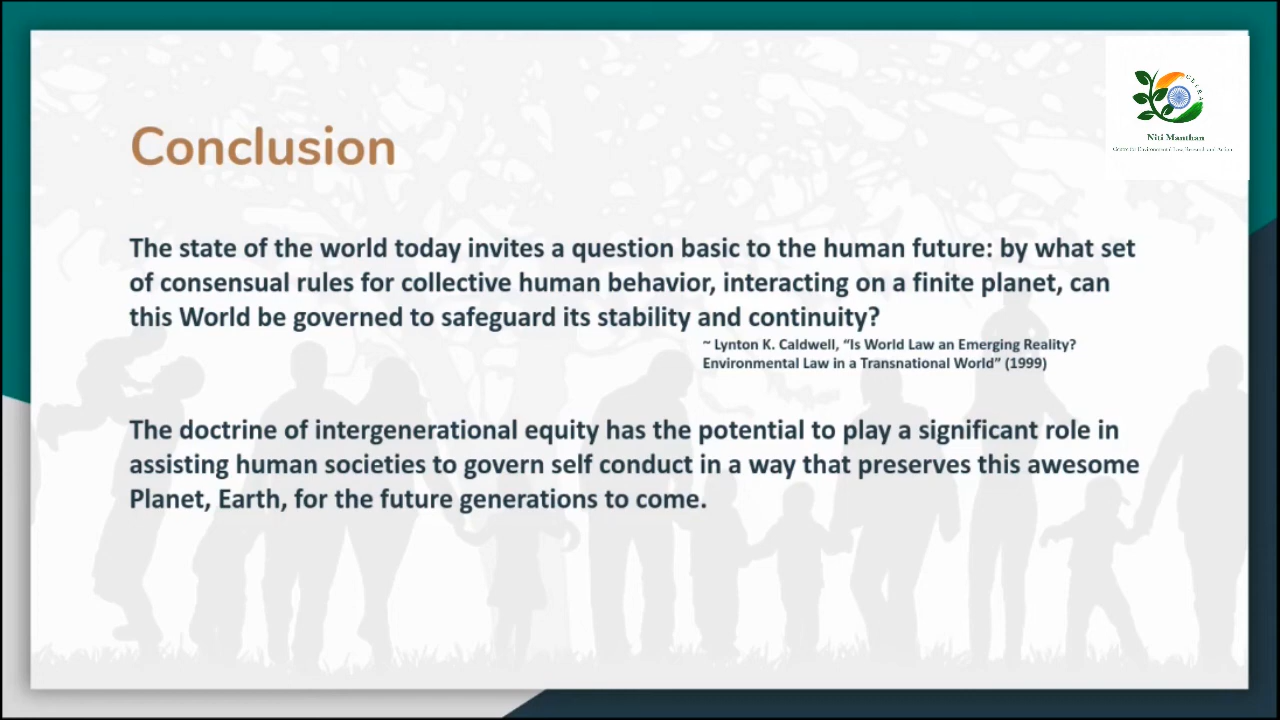 Niti Manthan
Conclusion
The state of the world today invites a question basic to the human future: by what set
of consensual rules for collective human behavior, interacting on a finite planet, can
this World be governed to safeguard its stability and continuity?
~ Lynton K. Caldwell, “Is World Law an Emerging Reality?
Environmental Law in a Transnational World” (1999)
The doctrine of intergenerational equity has the potential to play a significant role in
assisting human societies to govern self conduct in a way that preserves this awesome
Planet, Earth, for the future generations to come.